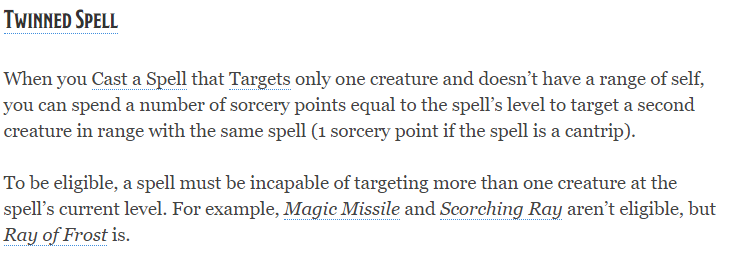 Twinned Spell
When you Cast a Spell that Targets only one creature and doesn’t have a range of self,
you can spend a number of sorcery points equal to the spell’s level to target a second
creature in range with the same spell (1 sorcery point if the spell is a cantrip).
To be eligible, a spell must be incapable of targeting more than one creature at the
spell’s current level. For example, Magic Missile and Scorching Ray aren’t eligible, but
Ray of Frost is.